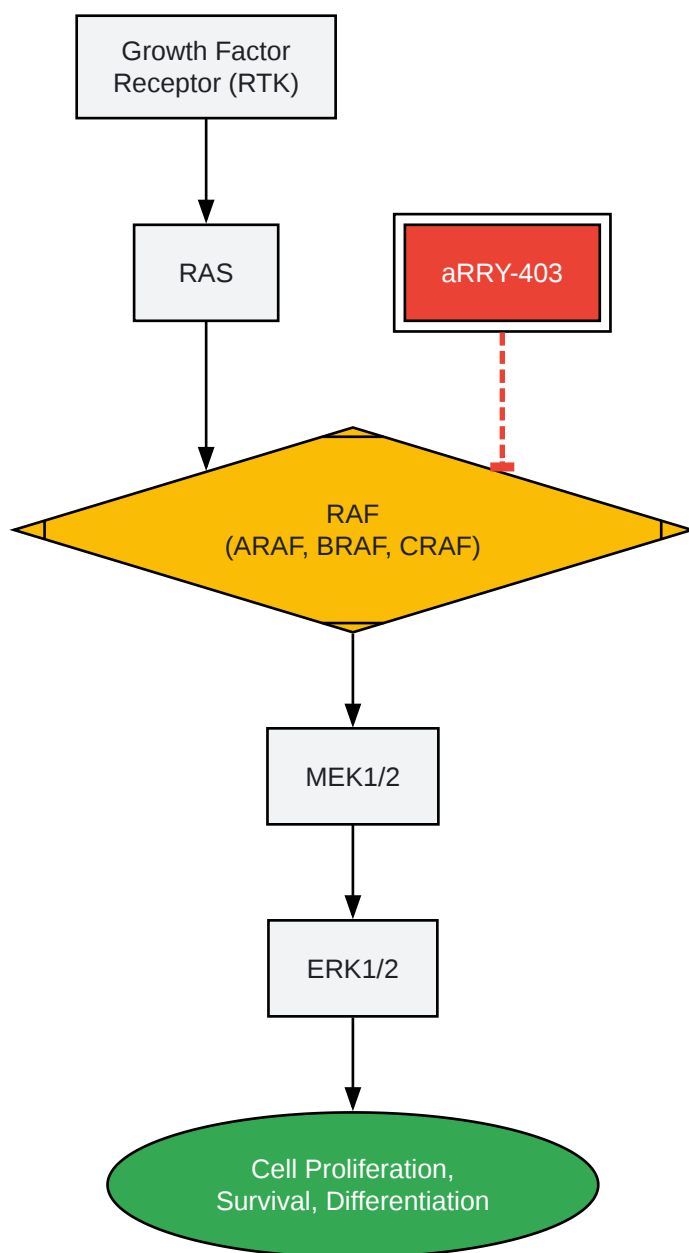 Growth Factor
Receptor (RTK)
RAS
aRRY-403
RAF
(ARAF, BRAF, CRAF)
MEK1/2
ERK1/2
Cell Proliferation,
Survival, Differentiation